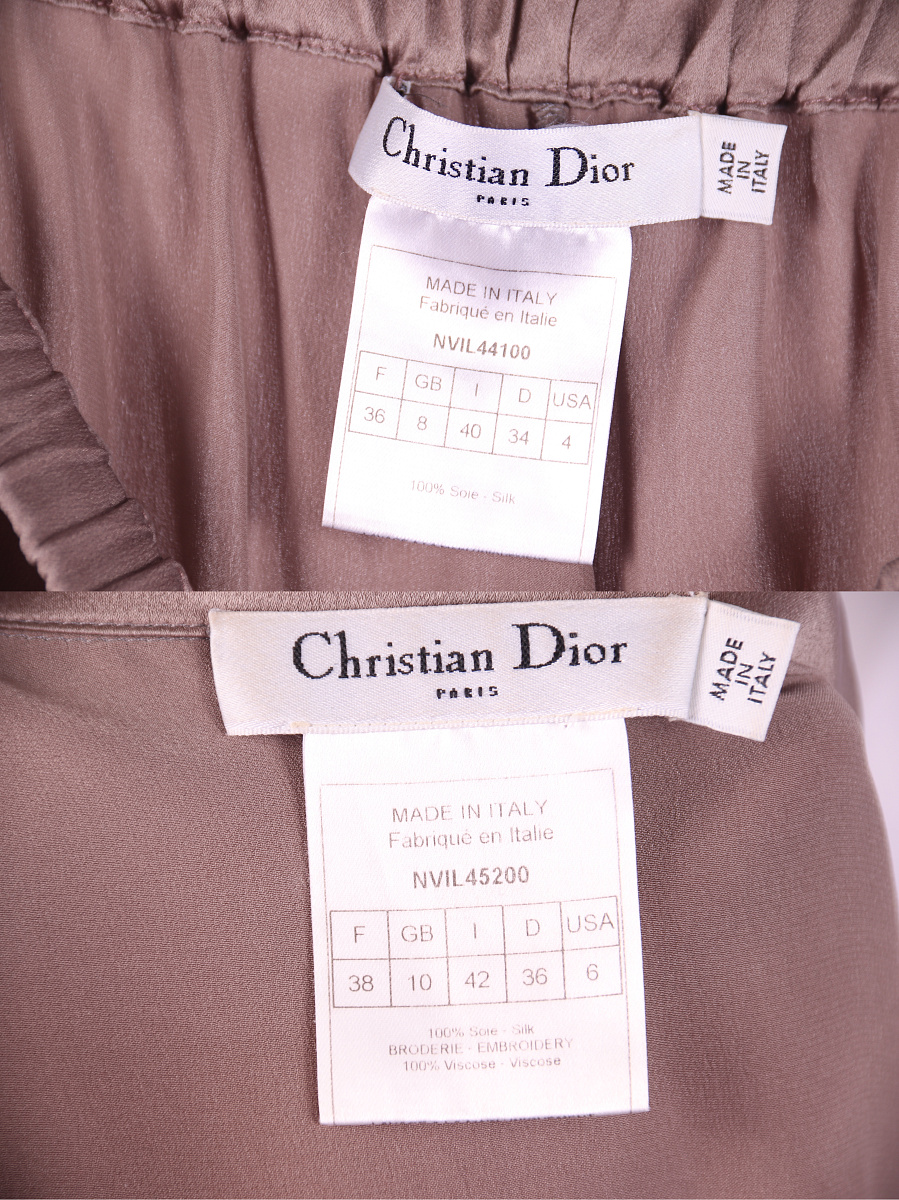 Christian Dior
PARIS
MADE
IN
ITALY
MADE IN ITALY
Fabriqué en Italie
NVIL44100
F GB I D USA
36 8 40 34 4
100% Soie - Silk
Christian Dior
PARIS
MADE
IN
ITALY
MADE IN ITALY
Fabriqué en Italie
NVIL45200
F GB I D USA
38 10 42 36 6
100% Soie - Silk
BRODERIE - EMBROIDERY
100% Viscose - Viscose